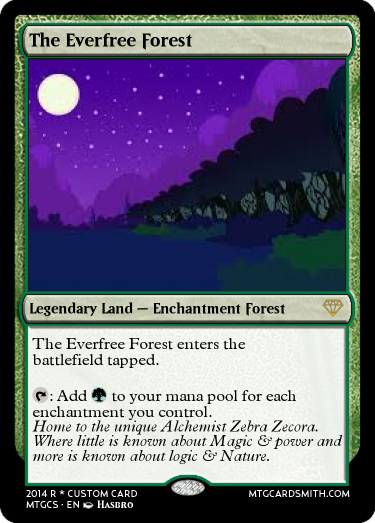 The Everfree Forest
Legendary Land — Enchantment Forest
The Everfree Forest enters the
battlefield tapped.
: Add to your mana pool for each
enchantment you control.
Home to the unique Alchemist Zebra Zecora.
Where little is known about Magic & power and
more is known about logic & Nature.
2014 R * CUSTOM CARD
MTGCS · EN HASBRO
MTGCARDSMITH.COM